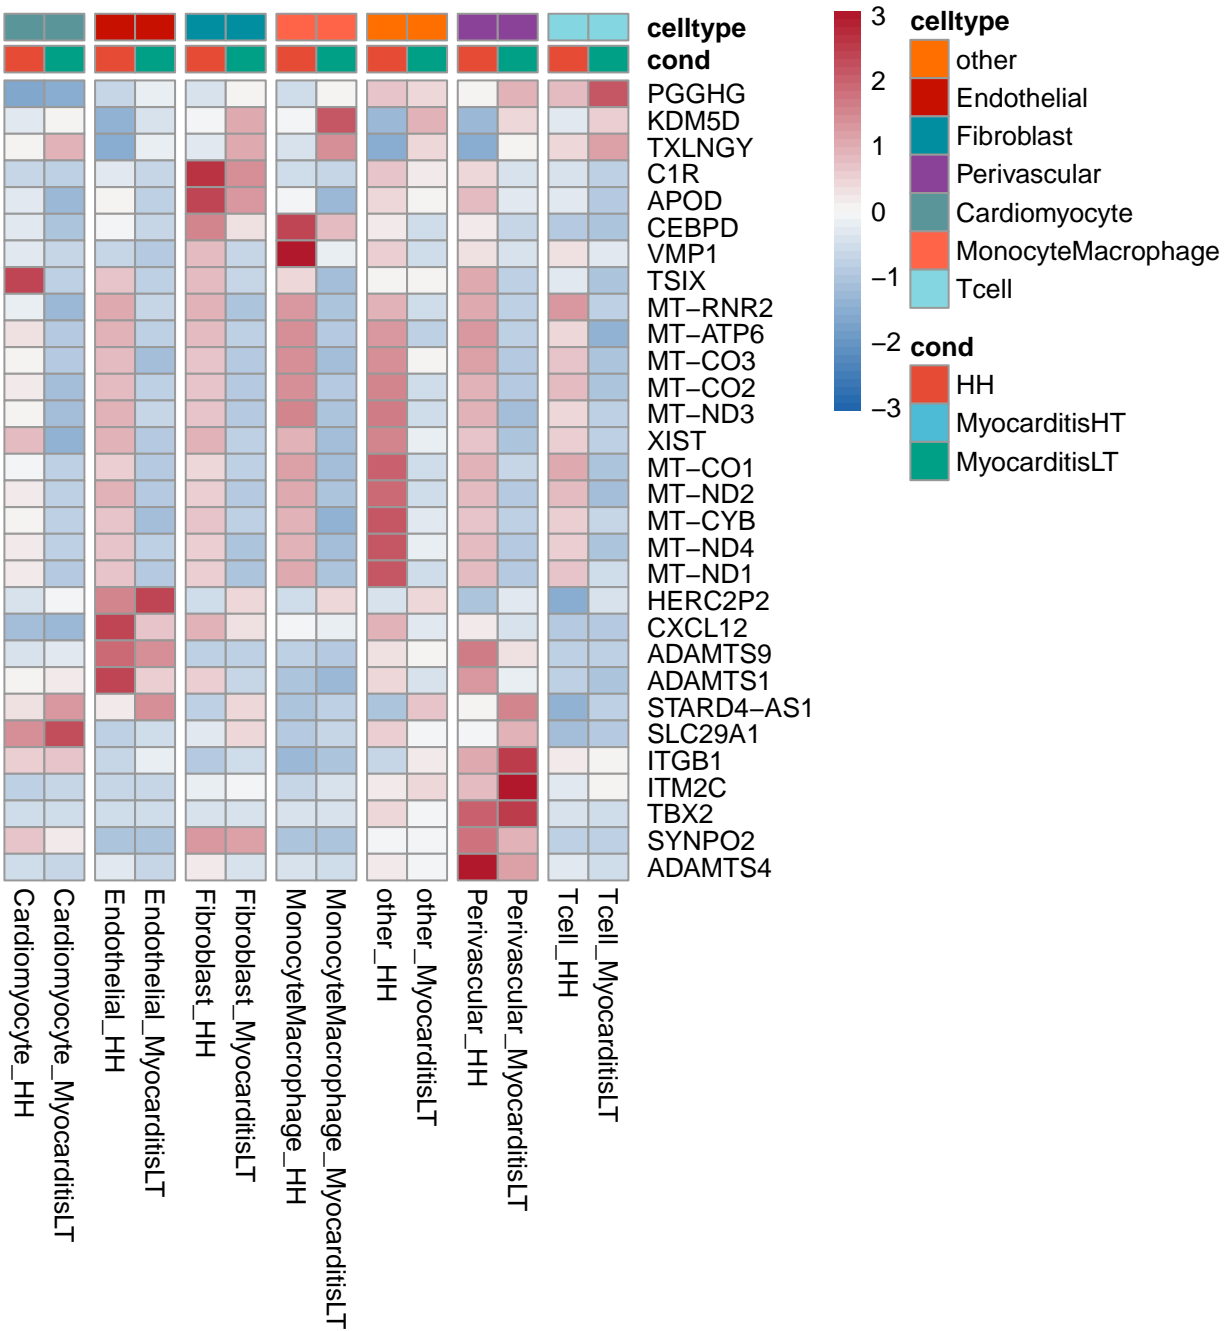 celltype
cond
PGGHG
KDM5D
TXLNGY
C1R
APOD
CEBPD
VMP1
TSIX
MT−RNR2
MT−ATP6
MT−CO3
MT−CO2
MT−ND3
XIST
MT−CO1
MT−ND2
MT−CYB
MT−ND4
MT−ND1
HERC2P2
CXCL12
ADAMTS9
ADAMTS1
STARD4−AS1
SLC29A1
ITGB1
ITM2C
TBX2
SYNPO2
ADAMTS4
Cardiomyocyte_HH
Cardiomyocyte_MyocarditisLT
Endothelial_HH
Endothelial_MyocarditisLT
Fibroblast_HH
Fibroblast_MyocarditisLT
MonocyteMacrophage_HH
MonocyteMacrophage_MyocarditisLT
other_HH
other_MyocarditisLT
Perivascular_HH
Perivascular_MyocarditisLT
Tcell_HH
Tcell_MyocarditisLT
3
2
1
0
−1
−2
−3
celltype
other
Endothelial
Fibroblast
Perivascular
Cardiomyocyte
MonocyteMacrophage
Tcell
cond
HH
MyocarditisHT
MyocarditisLT